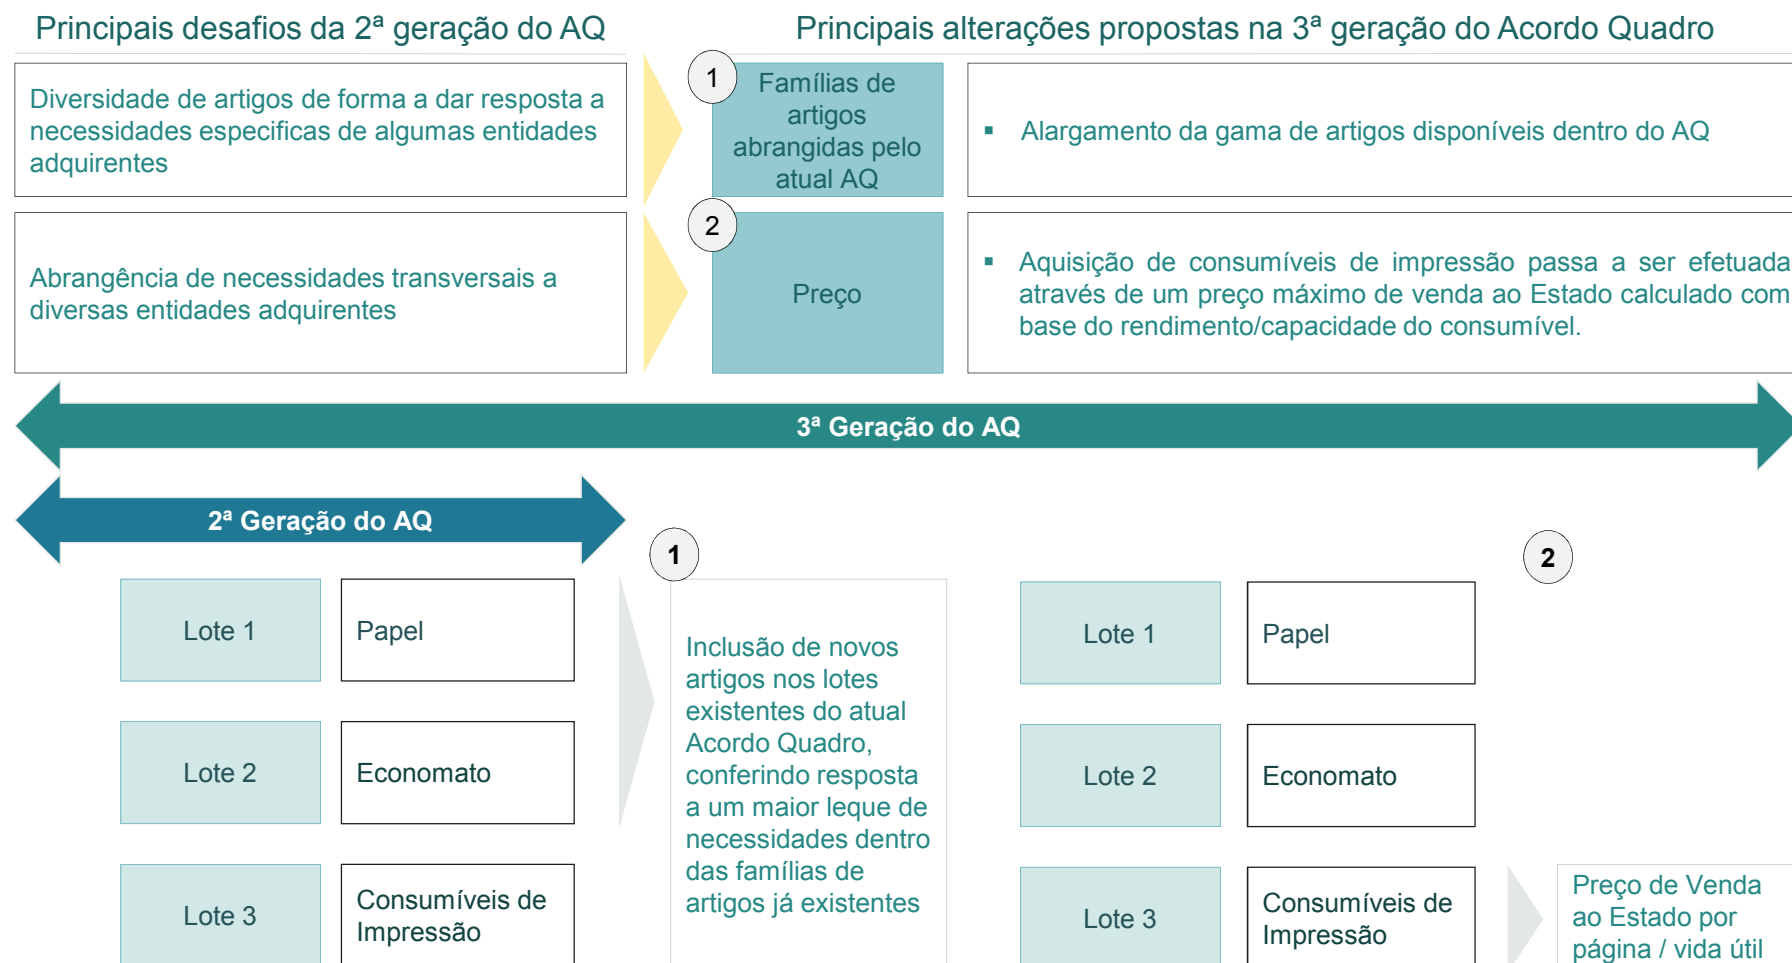 Principais desafios da 2ª geração do AQ
Principais alterações propostas na 3ª geração do Acordo Quadro
Diversidade de artigos de forma a dar resposta a
necessidades especificas de algumas entidades
adquirentes
1
Famílias de
artigos
abrangidas pelo
atual AQ
▪ Alargamento da gama de artigos disponíveis dentro do AQ
Abrangência de necessidades transversais a
diversas entidades adquirentes
2
Preço
▪ Aquisição de consumíveis de impressão passa a ser efetuada
através de um preço máximo de venda ao Estado calculado com
base do rendimento/capacidade do consumível.
3ª Geração do AQ
2ª Geração do AQ
Lote 1
Papel
Lote 2
Economato
Lote 3
Consumíveis de
Impressão
1
Inclusão de novos
artigos nos lotes
existentes do atual
Acordo Quadro,
conferindo resposta
a um maior leque de
necessidades dentro
das famílias de
artigos já existentes
Lote 1
Papel
Lote 2
Economato
Lote 3
Consumíveis de
Impressão
2
Preço de Venda
ao Estado por
página / vida útil